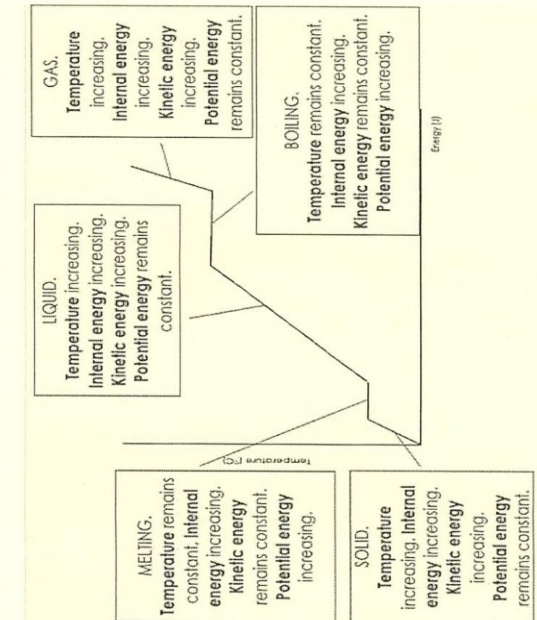 GAS.
Temperature
increasing.
Internal energy
increasing.
Kinetic energy
increasing.
Potential energy
remains constant.
LIQUID.
Temperature increasing.
Internal energy increasing.
Kinetic energy increasing.
Potential energy remains
constant.
BOILING.
Temperature remains constant.
Internal energy increasing.
Kinetic energy remains constant.
Potential energy increasing.
Energy (J)
Temperature (°C)
MELTING.
Temperature remains
constant. Internal
energy increasing.
Kinetic energy
remains constant.
Potential energy
increasing.
SOLID.
Temperature
increasing. Internal
energy increasing.
Kinetic energy
increasing.
Potential energy
remains constant.